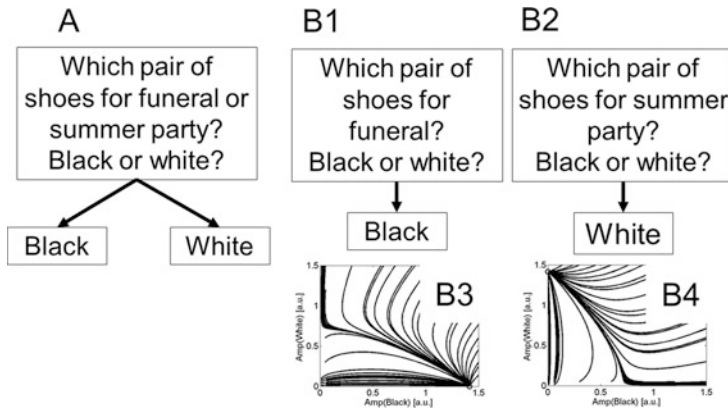 A
Which pair of
shoes for funeral or
summer party?
Black or white?
Black
White
B1
Which pair of
shoes for
funeral?
Black or white?
Black
B2
Which pair of
shoes for summer
party?
Black or white?
White
B3
1.5
1
0.5
0
Amp(White) [a.u.]
0
0.5
1
1.5
Amp(Black) [a.u.]
B4
1.5
1
0.5
0
Amp(White) [a.u.]
0
0.5
1
1.5
Amp(Black) [a.u.]